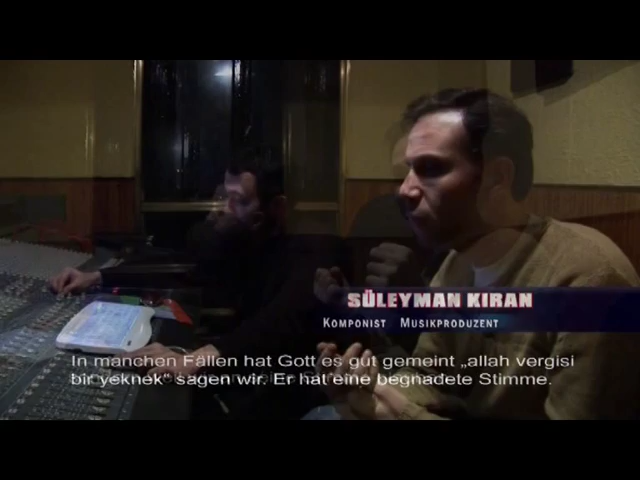 SÜLEYMAN KIRAN
KOMPONIST MUSIKPRODUZENT
In manchen Fällen hat Gott es gut gemeint „allah vergisi
bir yeknek“ sagen wir. Er hat eine begnadete Stimme.